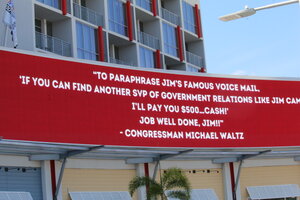 "TO PARAPHRASE JIM'S FAMOUS VOICE MAIL,
'IF YOU CAN FIND ANOTHER SVP OF GOVERNMENT RELATIONS LIKE JIM
I'LL PAY YOU $500...CASH!'
JOB WELL DONE, JIM!!"
- CONGRESSMAN MICHAEL WALTZ